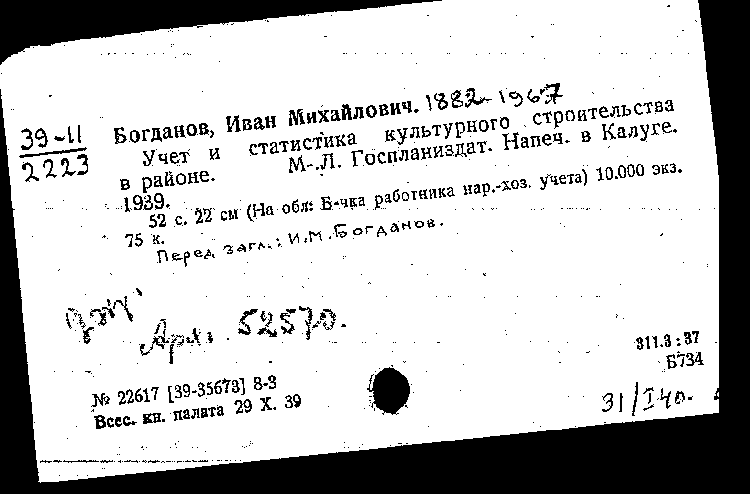 39-11
2223
Богданов, Иван Михайлович. 1882-1967
Учет и статистика культурного строительства
в районе. М.-Л. Госпланиздат. Напеч. в Калуге.
1939.
52 с. 22 см (На обл: Б-чка работника нар.-хоз. учета) 10.000 экз.
75 к.
Перед загл.: И.М. Богданов.
Арх. 52570.
311.3:37
Б734
№ 22617 [39-35673] 8-3
Всес. кн. палата 29 X. 39
31/I 40.